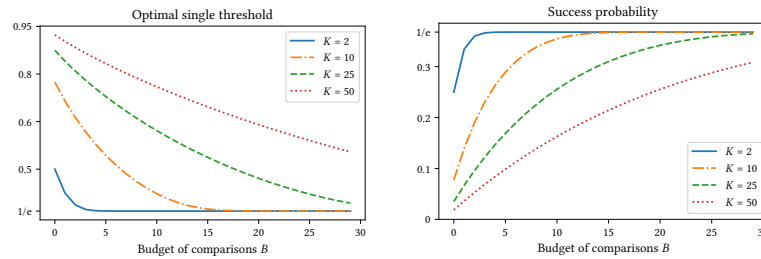 Optimal single threshold
0.95
0.8
0.6
0.5
1/e
K = 2
K = 10
K = 25
K = 50
0 5 10 15 20 25 30
Budget of comparisons B
Success probability
1/e
0.3
0.2
0.1
0
K = 2
K = 10
K = 25
K = 50
0 5 10 15 20 25
Budget of comparisons B